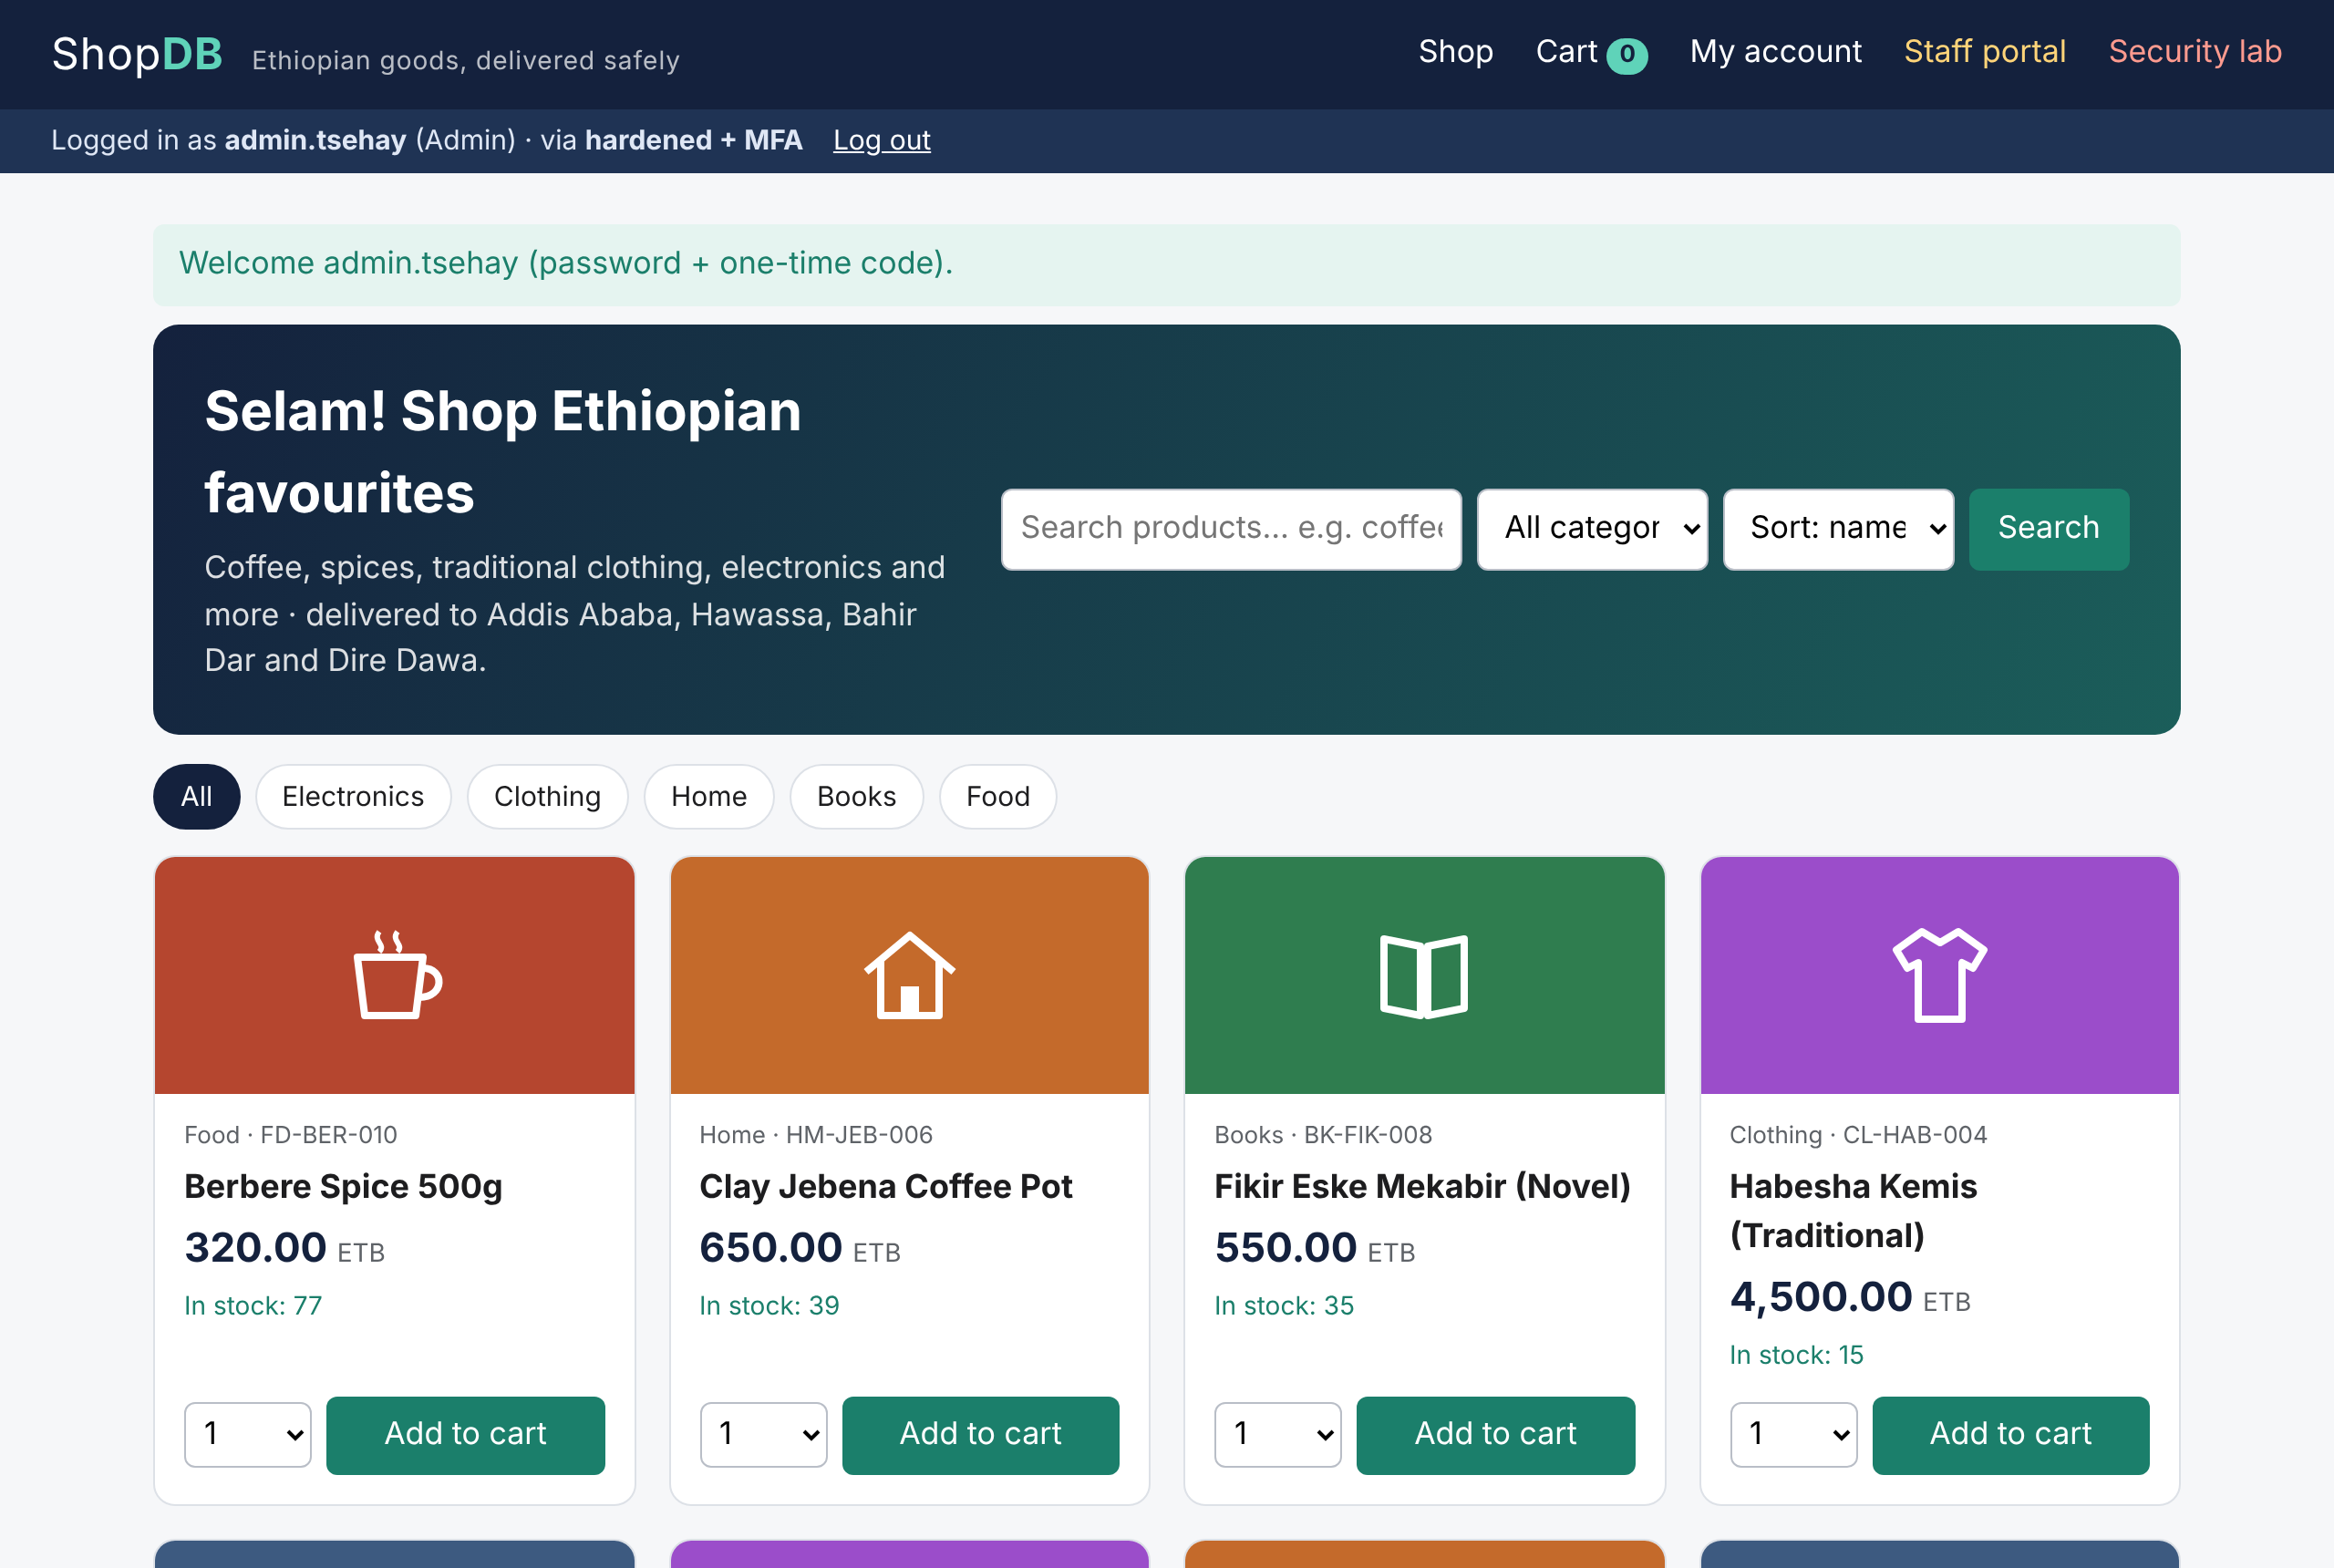 ShopDB Ethiopian goods, delivered safely
Shop Cart 0 My account Staff portal Security lab
Logged in as admin.tsehay (Admin) · via hardened + MFA Log out
Welcome admin.tsehay (password + one-time code).
Selam! Shop Ethiopian
favourites
Coffee, spices, traditional clothing, electronics and
more · delivered to Addis Ababa, Hawassa, Bahir
Dar and Dire Dawa.
Search products... e.g. coffee
All categor
Sort: name
Search
All Electronics Clothing Home Books Food
Food · FD-BER-010
Berbere Spice 500g
320.00 ETB
In stock: 77
1 Add to cart
Home · HM-JEB-006
Clay Jebena Coffee Pot
650.00 ETB
In stock: 39
1 Add to cart
Books · BK-FIK-008
Fikir Eske Mekabir (Novel)
550.00 ETB
In stock: 35
1 Add to cart
Clothing · CL-HAB-004
Habesha Kemis
(Traditional)
4,500.00 ETB
In stock: 15
1 Add to cart